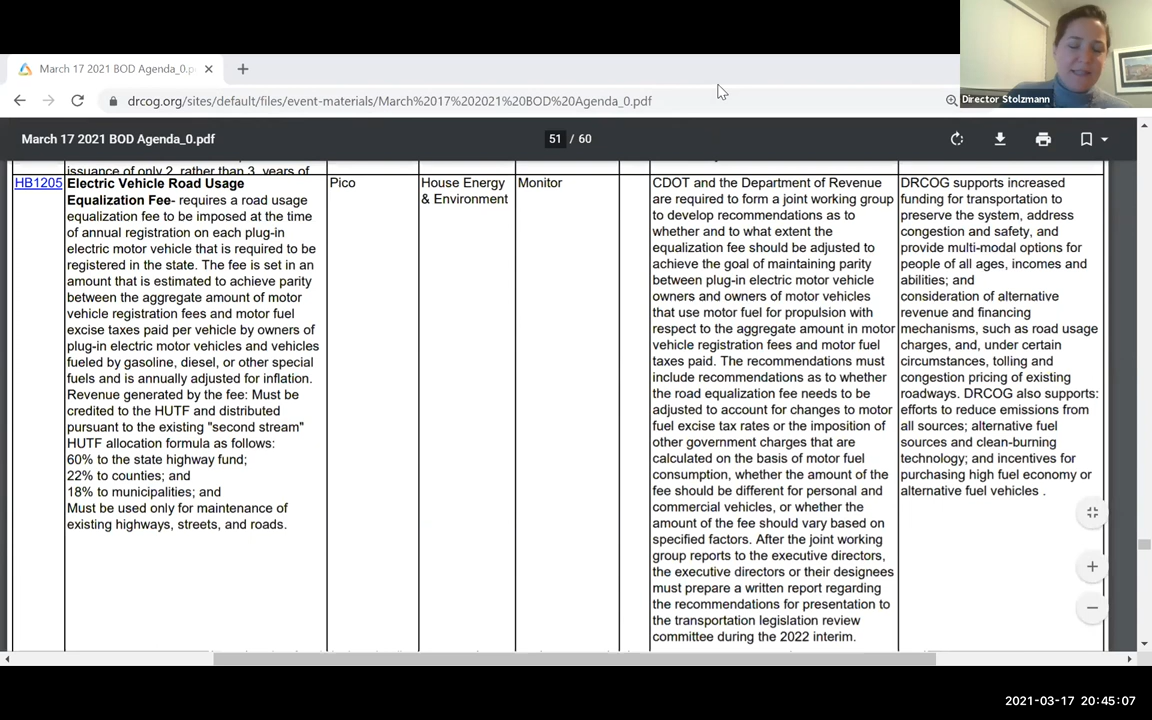 Director Stolzmann
March 17 2021 BOD Agenda_0.p
drcog.org/sites/default/files/event-materials/March%2017%202021%20BOD%20Agenda_0.pdf
March 17 2021 BOD Agenda_0.pdf
51 / 60
issuance of only 2, rather than 3, years of
HB1205
Electric Vehicle Road Usage
Equalization Fee- requires a road usage
equalization fee to be imposed at the time
of annual registration on each plug-in
electric motor vehicle that is required to be
registered in the state. The fee is set in an
amount that is estimated to achieve parity
between the aggregate amount of motor
vehicle registration fees and motor fuel
excise taxes paid per vehicle by owners of
plug-in electric motor vehicles and vehicles
fueled by gasoline, diesel, or other special
fuels and is annually adjusted for inflation.
Revenue generated by the fee: Must be
credited to the HUTF and distributed
pursuant to the existing "second stream"
HUTF allocation formula as follows:
60% to the state highway fund;
22% to counties; and
18% to municipalities; and
Must be used only for maintenance of
existing highways, streets, and roads.
Pico
House Energy
& Environment
Monitor
CDOT and the Department of Revenue
are required to form a joint working group
to develop recommendations as to
whether and to what extent the
equalization fee should be adjusted to
achieve the goal of maintaining parity
between plug-in electric motor vehicle
owners and owners of motor vehicles
that use motor fuel for propulsion with
respect to the aggregate amount in motor
vehicle registration fees and motor fuel
taxes paid. The recommendations must
include recommendations as to whether
the road equalization fee needs to be
adjusted to account for changes to motor
fuel excise tax rates or the imposition of
other government charges that are
calculated on the basis of motor fuel
consumption, whether the amount of the
fee should be different for personal and
commercial vehicles, or whether the
amount of the fee should vary based on
specified factors. After the joint working
group reports to the executive directors,
the executive directors or their designees
must prepare a written report regarding
the recommendations for presentation to
the transportation legislation review
committee during the 2022 interim.
DRCOG supports increased
funding for transportation to
preserve the system, address
congestion and safety, and
provide multi-modal options for
people of all ages, incomes and
abilities; and
consideration of alternative
revenue and financing
mechanisms, such as road usage
charges, and, under certain
circumstances, tolling and
congestion pricing of existing
roadways. DRCOG also supports:
efforts to reduce emissions from
all sources; alternative fuel
sources and clean-burning
technology; and incentives for
purchasing high fuel economy or
alternative fuel vehicles .
2021-03-17 20:45:07